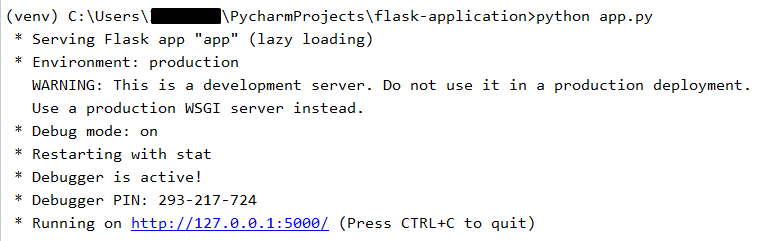 (venv) C:\Users\ \PycharmProjects\flask-application>python app.py
* Serving Flask app "app" (lazy loading)
* Environment: production
WARNING: This is a development server. Do not use it in a production deployment.
Use a production WSGI server instead.
* Debug mode: on
* Restarting with stat
* Debugger is active!
* Debugger PIN: 293-217-724
* Running on http://127.0.0.1:5000/ (Press CTRL+C to quit)